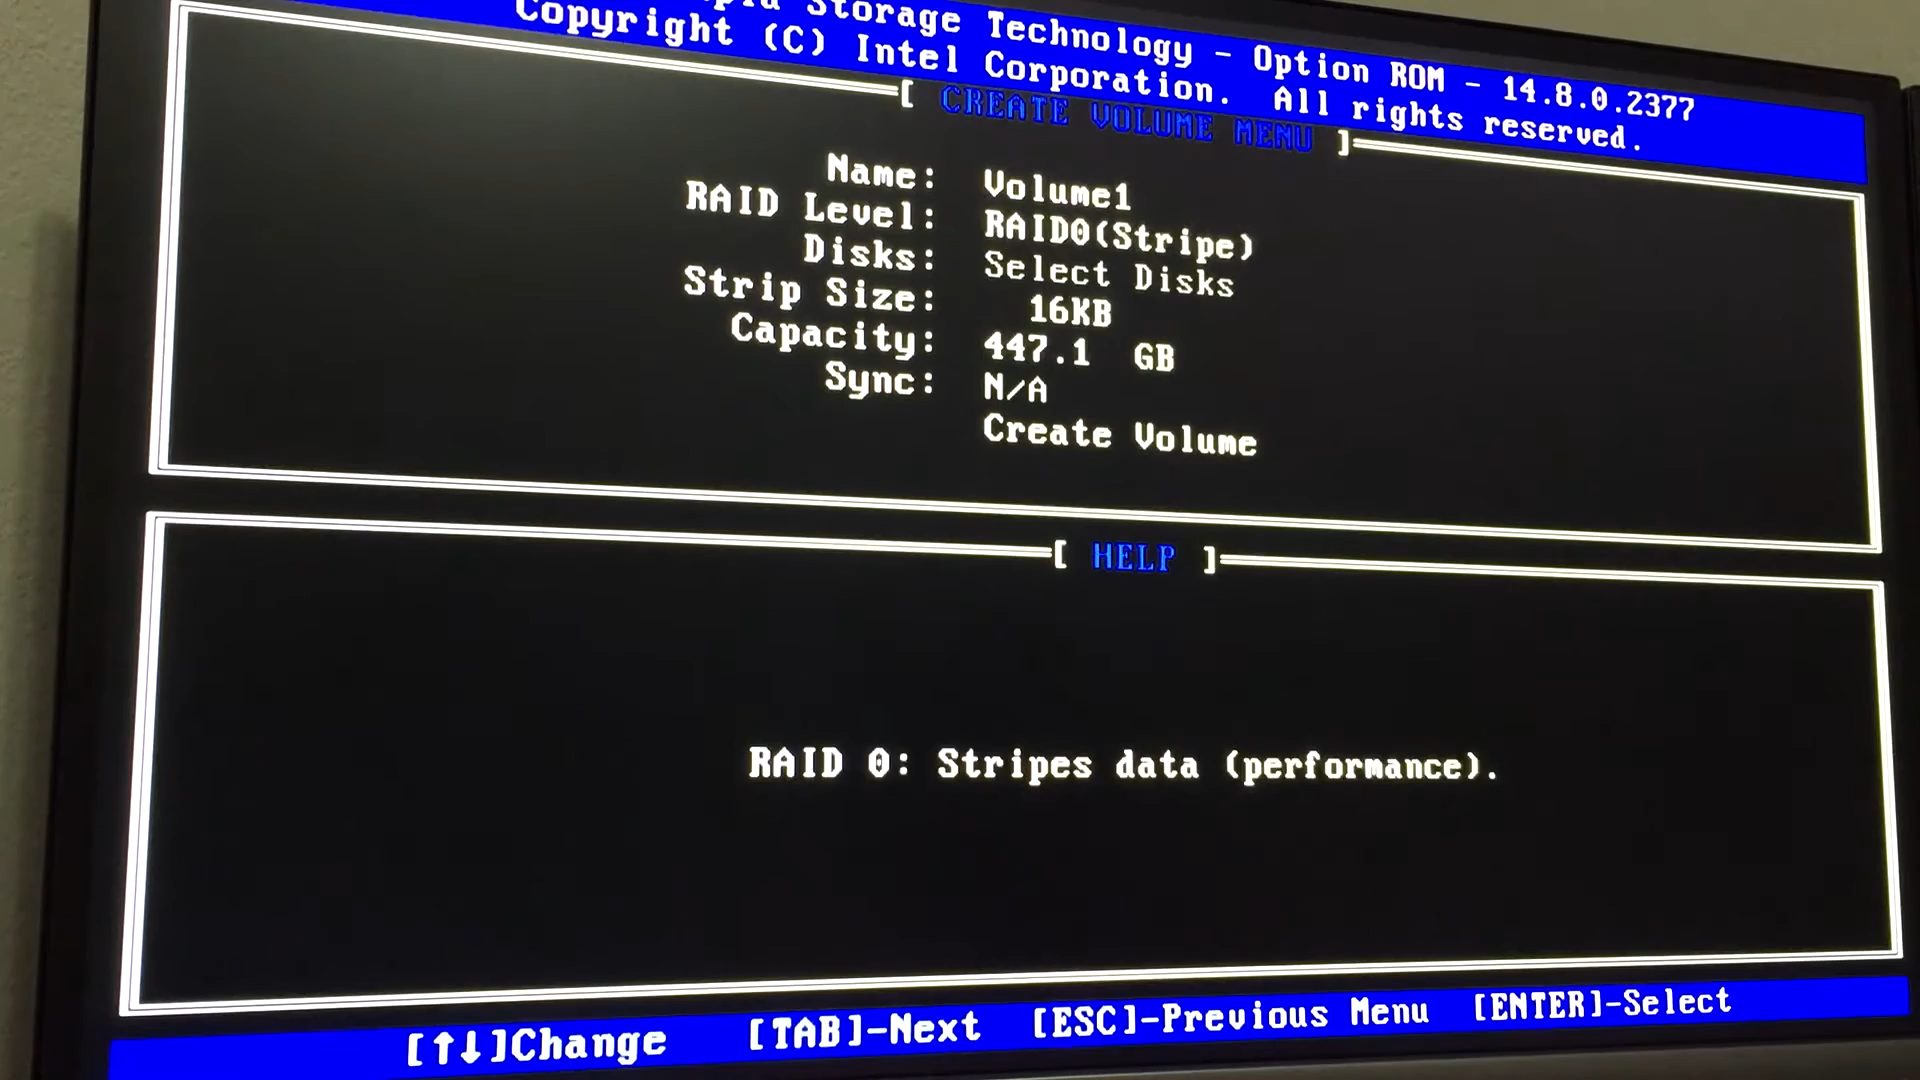 Storage Technology - Option ROM - 14.8.0.2377
Copyright (C) Intel Corporation. All rights reserved.
[ CREATE VOLUME MENU ]
Name: Volume1
RAID Level: RAID0(Stripe)
Disks: Select Disks
Strip Size: 16KB
Capacity: 447.1 GB
Sync: N/A
Create Volume
[ HELP ]
RAID 0: Stripes data (performance).
[↑↓]Change [TAB]-Next [ESC]-Previous Menu [ENTER]-Select